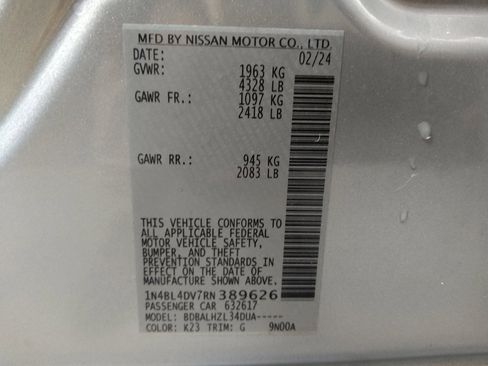 MFD BY NISSAN MOTOR CO., LTD.
DATE: 02/24
GVWR: 1963 KG
4328 LB
GAWR FR.: 1097 KG
2418 LB
GAWR RR.: 945 KG
2083 LB
THIS VEHICLE CONFORMS TO
ALL APPLICABLE FEDERAL
MOTOR VEHICLE SAFETY,
BUMPER, AND THEFT
PREVENTION STANDARDS IN
EFFECT ON THE DATE OF
MANUFACTURE SHOWN ABOVE.
1N4BL4DV7RN389626
PASSENGER CAR 632617
MODEL: BDBALHZL34DUA-----
COLOR: K23 TRIM: G 9N00A